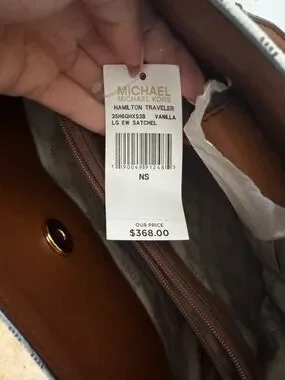 MICHAEL
MICHAEL KORS
HAMILTON TRAVELER
35H6GHXS3B VANILLA
LG EW SATCHEL
NS
OUR PRICE
$368.00